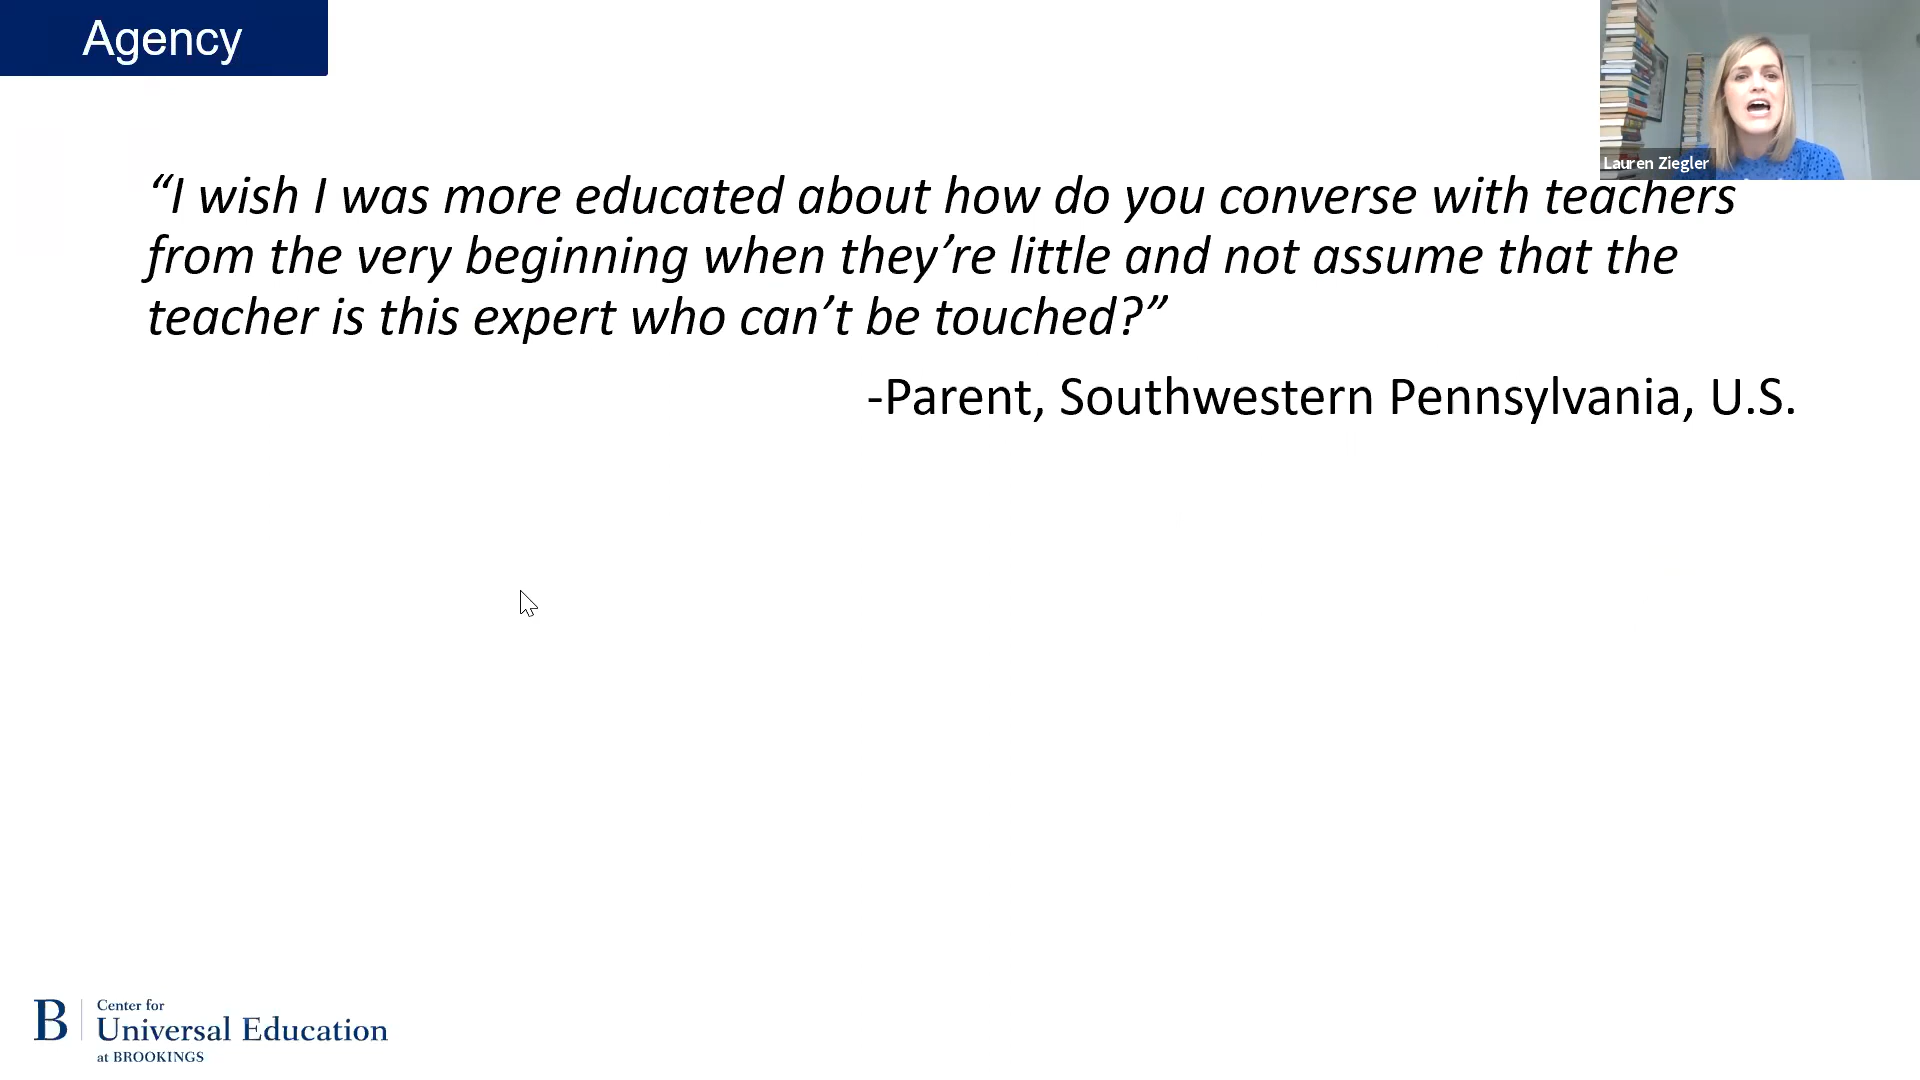 Agency
Lauren Ziegler
“I wish I was more educated about how do you converse with teachers
from the very beginning when they’re little and not assume that the
teacher is this expert who can’t be touched?”
-Parent, Southwestern Pennsylvania, U.S.
B
Center for
Universal Education
at BROOKINGS